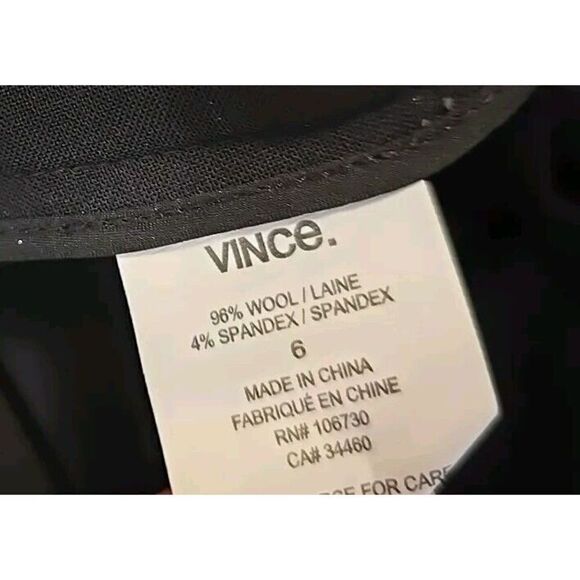 VINCe.
96% WOOL / LAINE
4% SPANDEX / SPANDEX
6
MADE IN CHINA
FABRIQUÉ EN CHINE
RN# 106730
CA# 34460
FOR CARE